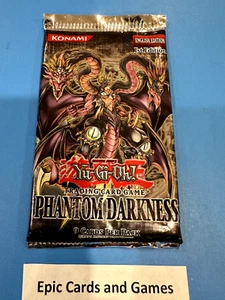 KONAMI
ENGLISH EDITION
1st Edition
Yu-Gi-Oh!
TRADING CARD GAME
PHANTOM DARKNESS
9 CARDS PER PACK
Epic Cards and Games